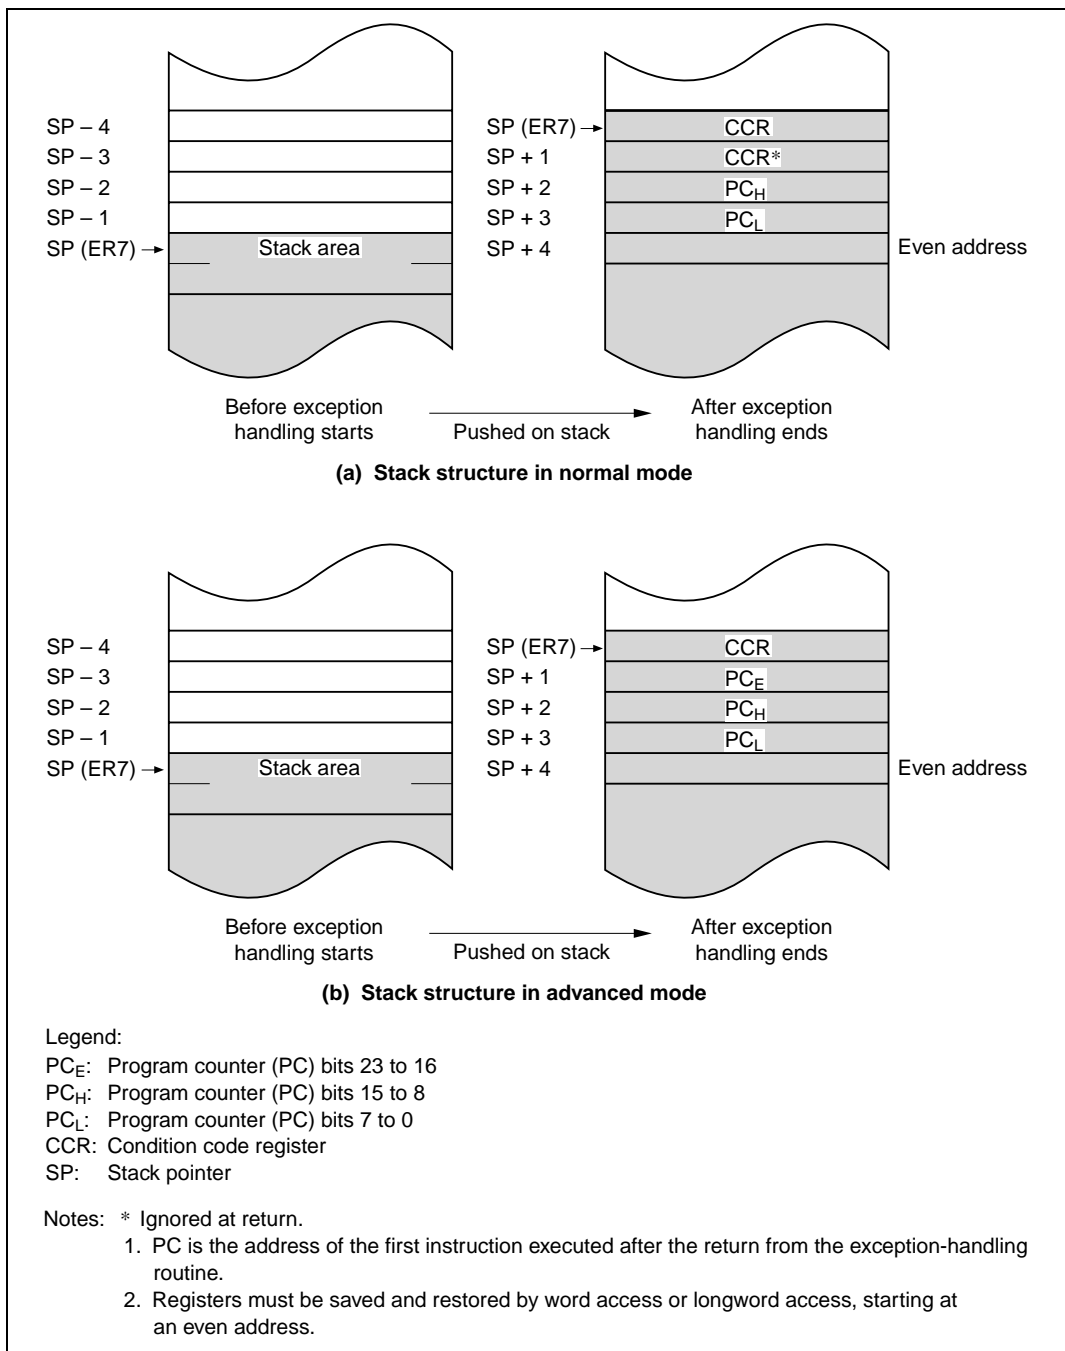 SP – 4 SP (ER7) CCR
SP – 3 SP + 1 CCR*
SP – 2 SP + 2 PCH
SP – 1 SP + 3 PCL
SP (ER7) Stack area SP + 4 Even address
Before exception handling starts
Pushed on stack
After exception handling ends
(a) Stack structure in normal mode
SP – 4 SP (ER7) CCR
SP – 3 SP + 1 PCE
SP – 2 SP + 2 PCH
SP – 1 SP + 3 PCL
SP (ER7) Stack area SP + 4 Even address
Before exception handling starts
Pushed on stack
After exception handling ends
(b) Stack structure in advanced mode
Legend:
PCE: Program counter (PC) bits 23 to 16
PCH: Program counter (PC) bits 15 to 8
PCL: Program counter (PC) bits 7 to 0
CCR: Condition code register
SP: Stack pointer
Notes: * Ignored at return.
1. PC is the address of the first instruction executed after the return from the exception-handling
routine.
2. Registers must be saved and restored by word access or longword access, starting at
an even address.